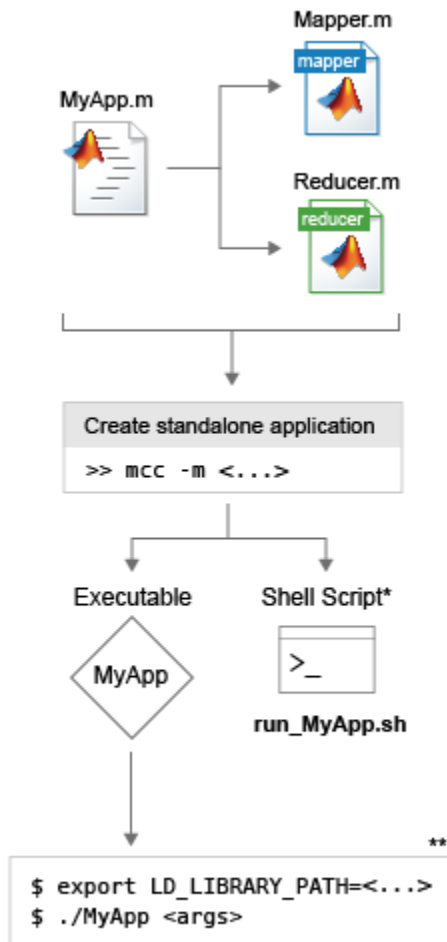 Mapper.m
mapper
MyApp.m
Reducer.m
reducer
Create standalone application
>> mcc -m <...>
Executable
Shell Script*
MyApp
>_
run_MyApp.sh
**
$ export LD_LIBRARY_PATH=<...>
$ ./MyApp <args>